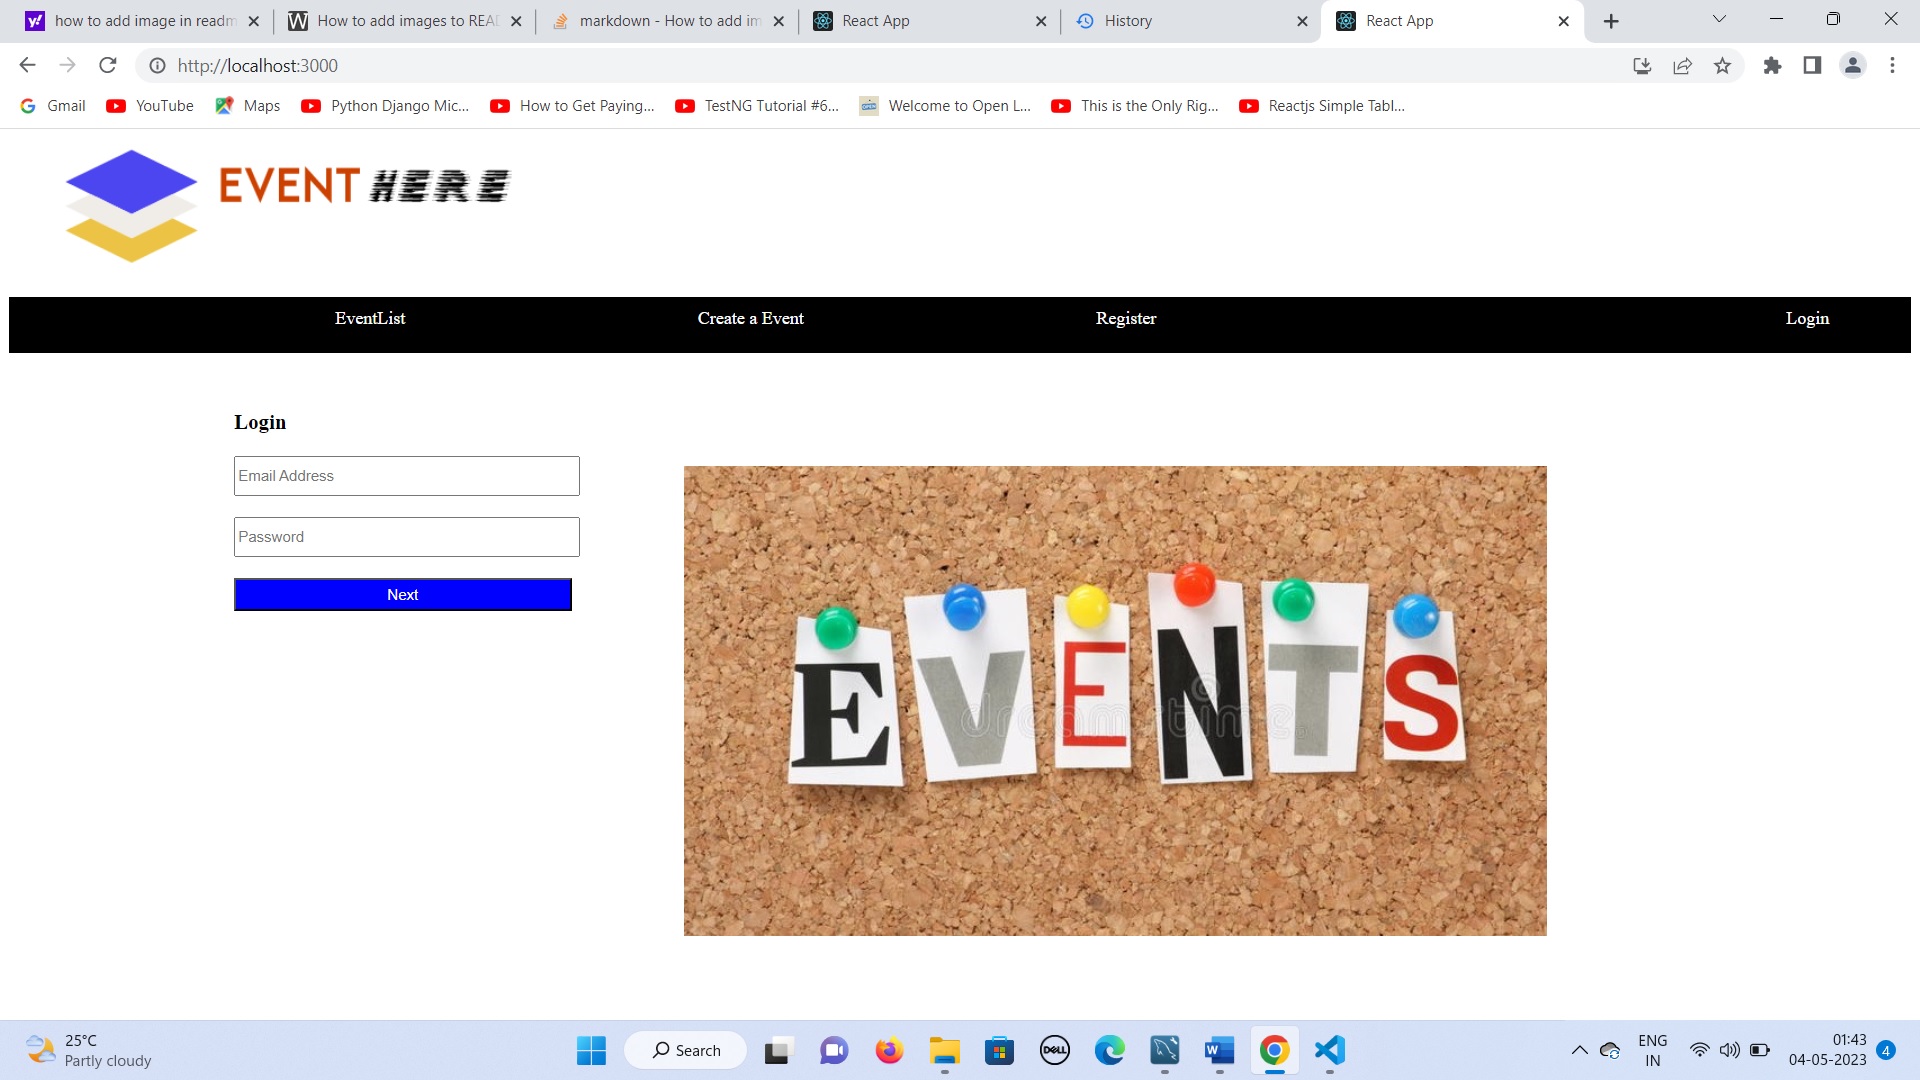 how to add image in readm
How to add images to REA
markdown - How to add im
React App
History
React App
http://localhost:3000
Gmail
YouTube
Maps
Python Django Mic...
How to Get Paying...
TestNG Tutorial #6...
Welcome to Open L...
This is the Only Rig...
Reactjs Simple Tabl...
EVENT HERE
EventList
Create a Event
Register
Login
Login
Email Address
Password
Next
EVENTS
dreamstime.
25°C
Partly cloudy
Search
DELL
ENG
IN
01:43
04-05-2023
4